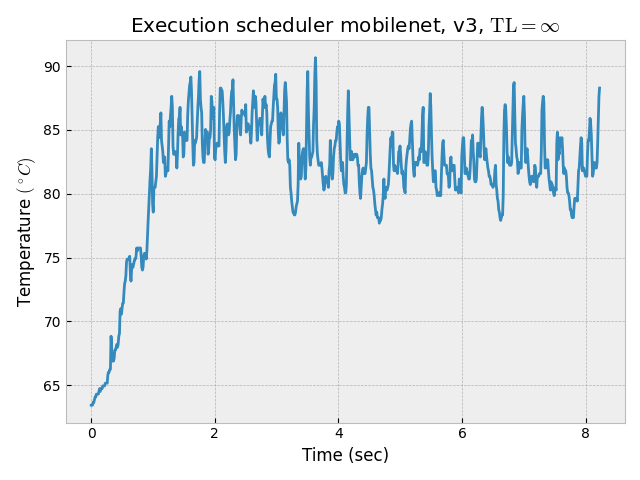 Execution scheduler mobilenet, v3, TL = ∞
Temperature (°C)
90
85
80
75
70
65
0 2 4 6 8
Time (sec)